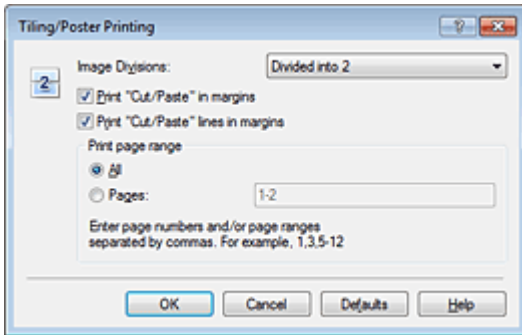 Tiling/Poster Printing
Image Divisions: Divided into 2
2
Print "Cut/Paste" in margins
Print "Cut/Paste" lines in margins
Print page range
All
Pages: 1-2
Enter page numbers and/or page ranges
separated by commas. For example, 1,3,5-12
OK Cancel Defaults Help